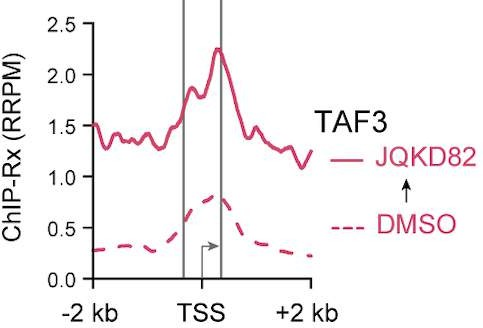 ChIP-Rx (RRPM)
2.5
2.0
1.5
1.0
0.5
0.0
-2 kb TSS +2 kb
TAF3
JQKD82
DMSO